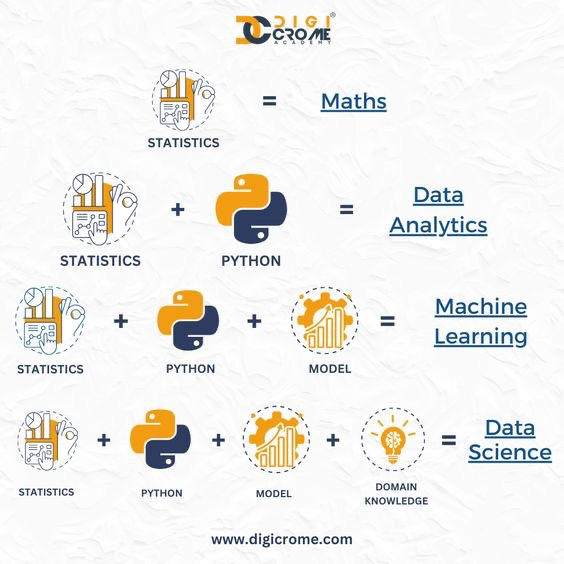 DIGI
CROME
ACADEMY
=
Maths
STATISTICS
+
=
Data
Analytics
STATISTICS
PYTHON
+
+
=
Machine
Learning
STATISTICS
PYTHON
MODEL
+
+
+
=
Data
Science
STATISTICS
PYTHON
MODEL
DOMAIN
KNOWLEDGE
www.digicrome.com